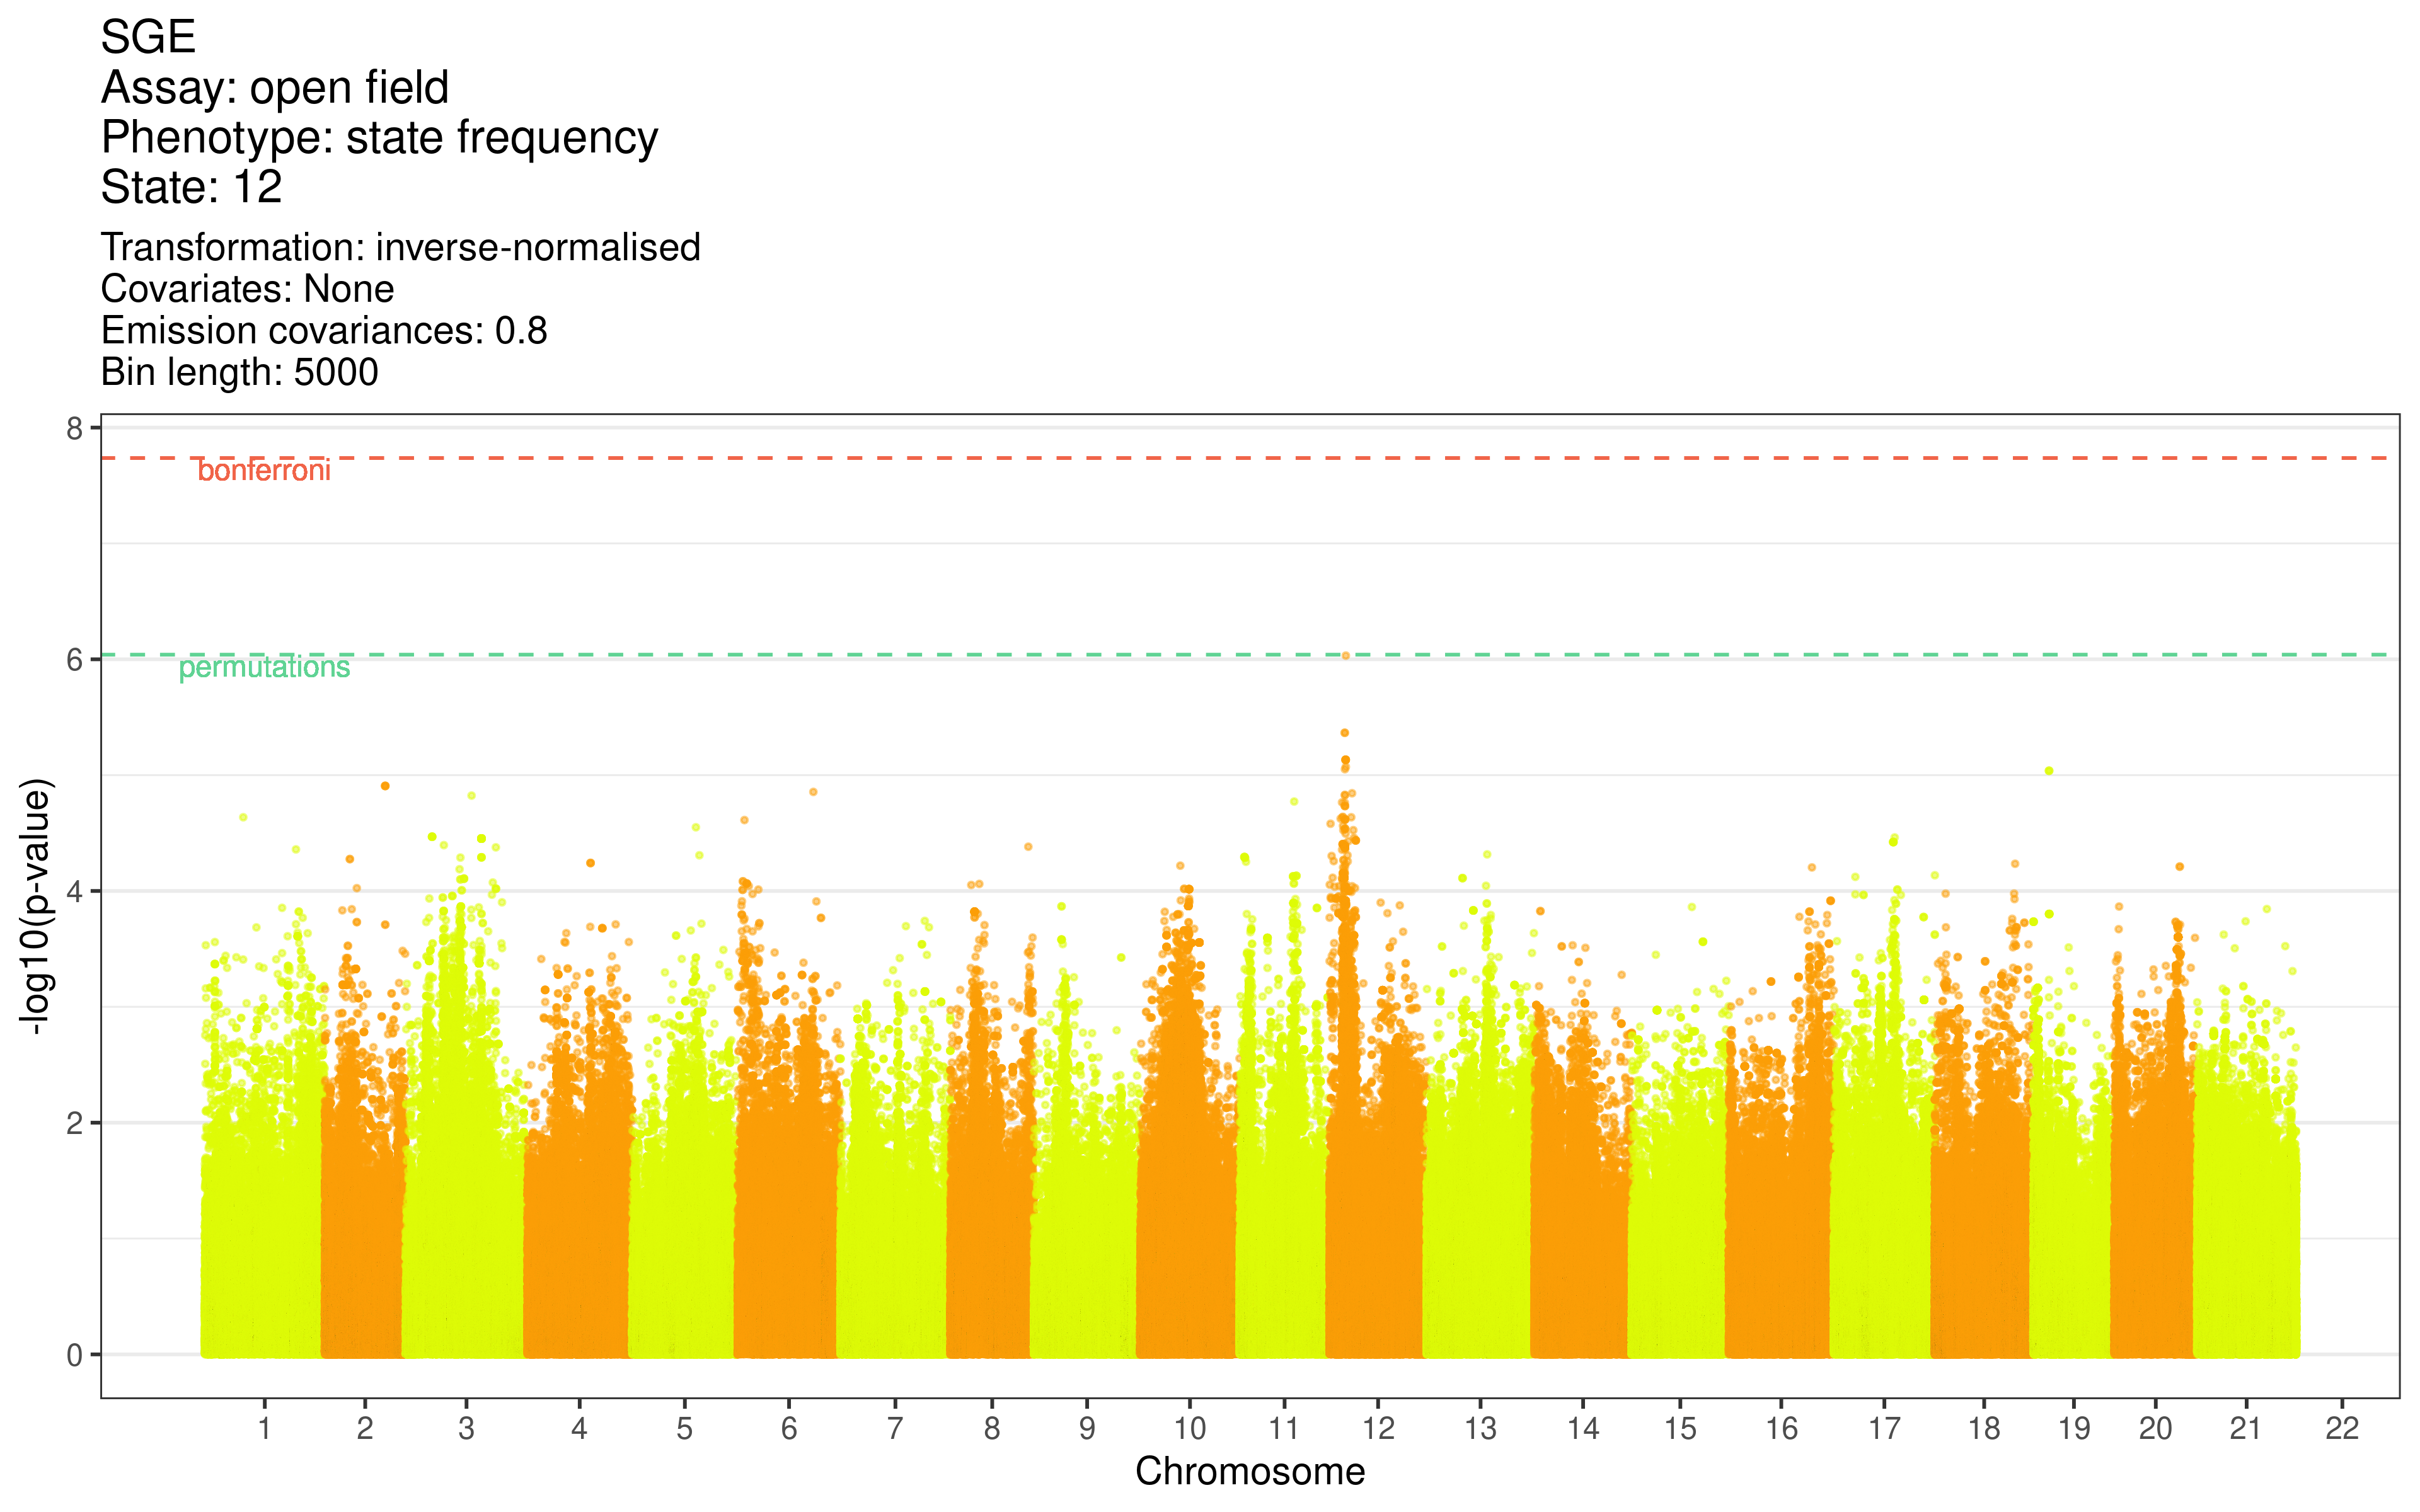 SGE
Assay: open field
Phenotype: state frequency
State: 12
Transformation: inverse-normalised
Covariates: None
Emission covariances: 0.8
Bin length: 5000
8
bonferroni
6
permutations
4
2
0
-log10(p-value)
1 2 3 4 5 6 7 8 9 10 11 12 13 14 15 16 17 18 19 20 21 22
Chromosome